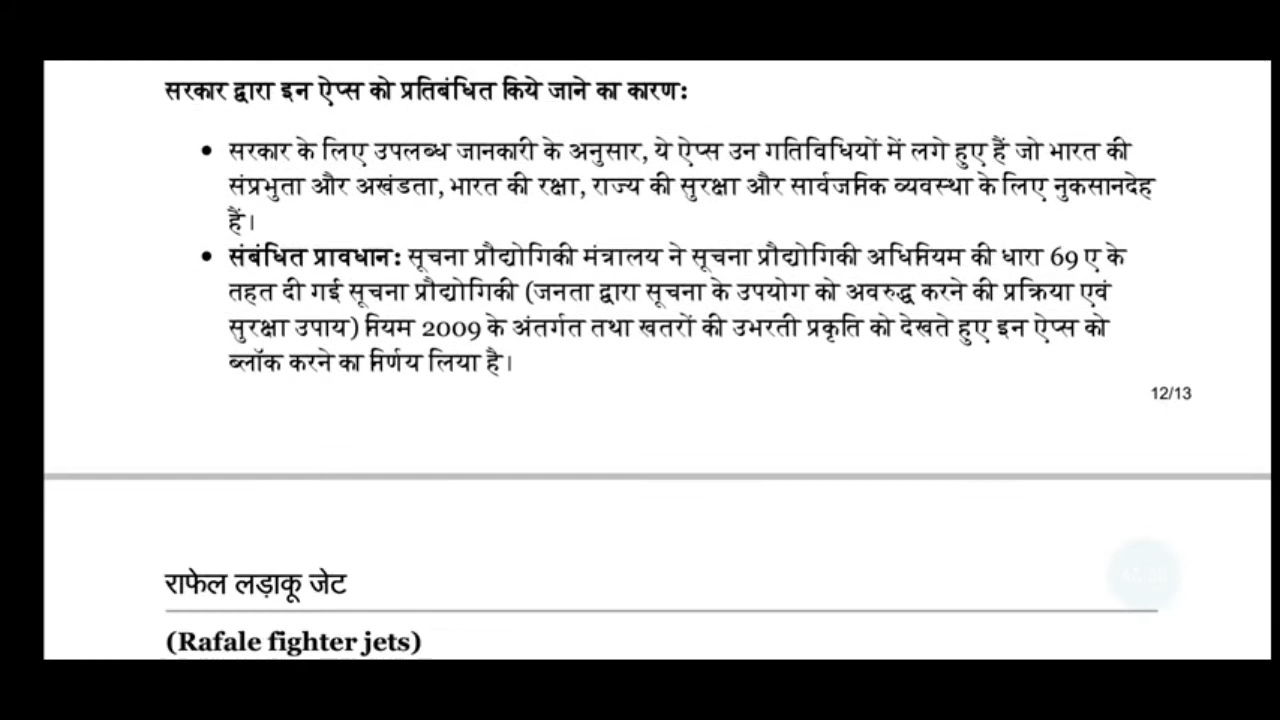 सरकार द्वारा इन ऐप्स को प्रतिबंधित किये जाने का कारण:
• सरकार के लिए उपलब्ध जानकारी के अनुसार, ये ऐप्स उन गतिविधियों में लगे हुए हैं जो भारत की
संप्रभुता और अखंडता, भारत की रक्षा, राज्य की सुरक्षा और सार्वजनिक व्यवस्था के लिए नुकसानदेह
हैं।
• संबंधित प्रावधान: सूचना प्रौद्योगिकी मंत्रालय ने सूचना प्रौद्योगिकी अधिनियम की धारा 69 ए के
तहत दी गई सूचना प्रौद्योगिकी (जनता द्वारा सूचना के उपयोग को अवरुद्ध करने की प्रक्रिया एवं
सुरक्षा उपाय) नियम 2009 के अंतर्गत तथा खतरों की उभरती प्रकृति को देखते हुए इन ऐप्स को
ब्लॉक करने का निर्णय लिया है।
12/13
राफेल लड़ाकू जेट
(Rafale fighter jets)